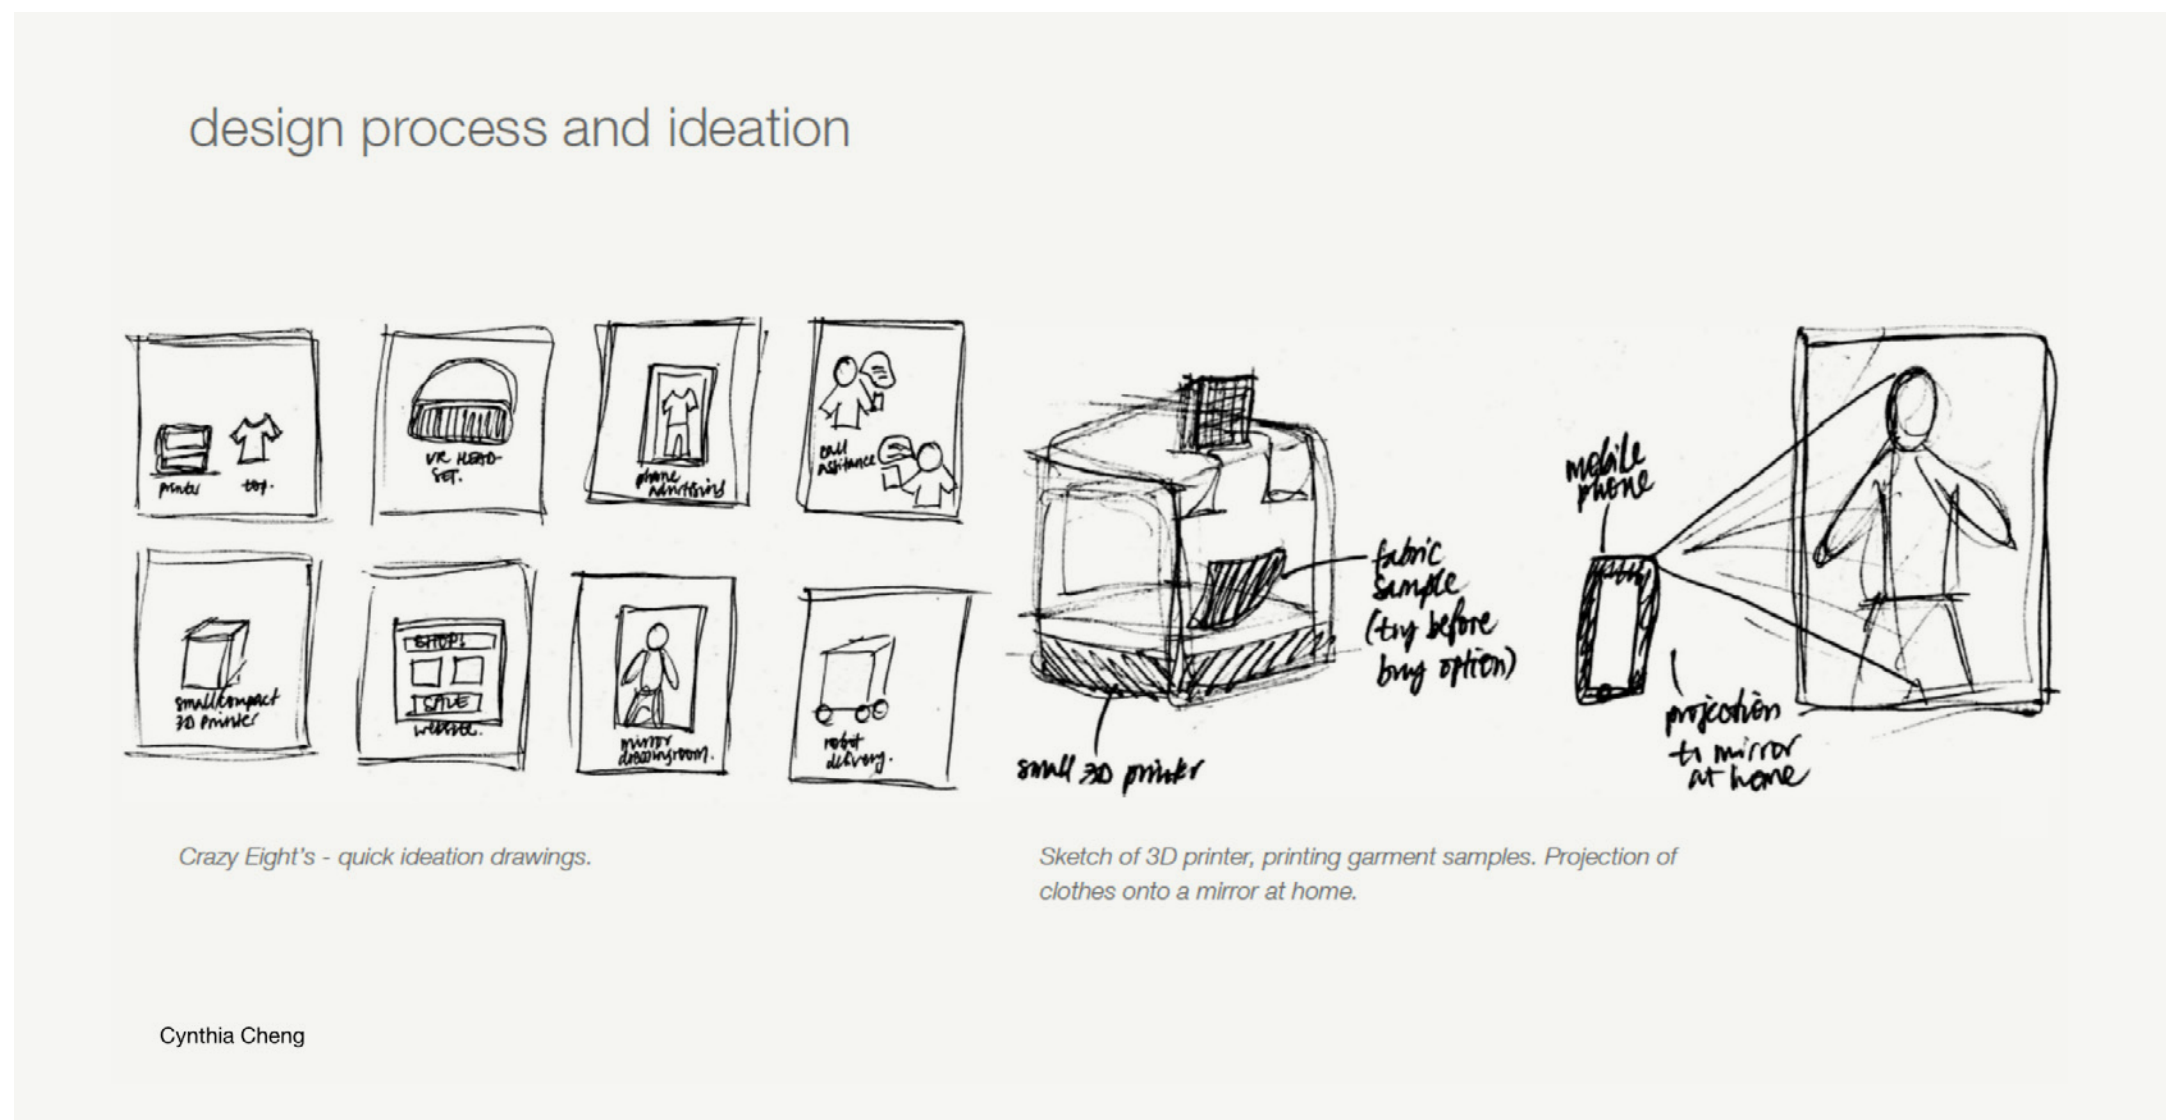 design process and ideation
printer
top.
VR HEAD-
SET.
phone
advertising
call
assitance
small/compact
3D printer
SHOP!
SALE
website.
mirror
dressingroom.
robot
delivery.
fabric
sample
(try before
buy option)
small 3D printer
mobile
phone
projection
to mirror
at home
Crazy Eight's - quick ideation drawings.
Sketch of 3D printer, printing garment samples. Projection of
clothes onto a mirror at home.
Cynthia Cheng